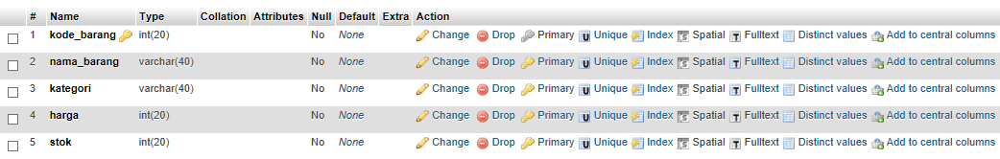 # Name Type Collation Attributes Null Default Extra Action
1 kode_barang int(20) No None Change Drop Primary Unique Index Spatial Fulltext Distinct values Add to central columns
2 nama_barang varchar(40) No None Change Drop Primary Unique Index Spatial Fulltext Distinct values Add to central columns
3 kategori varchar(40) No None Change Drop Primary Unique Index Spatial Fulltext Distinct values Add to central columns
4 harga int(20) No None Change Drop Primary Unique Index Spatial Fulltext Distinct values Add to central columns
5 stok int(20) No None Change Drop Primary Unique Index Spatial Fulltext Distinct values Add to central columns